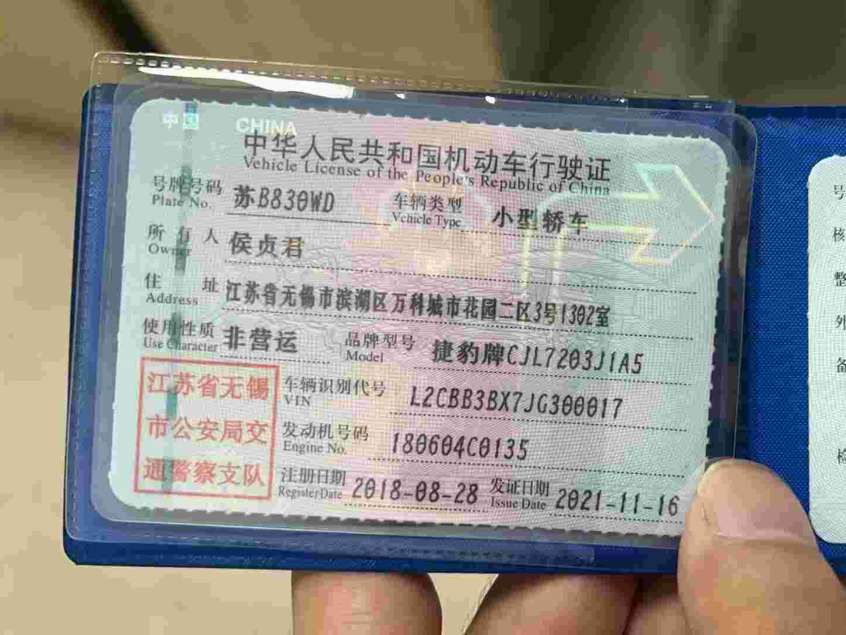 中国 CHINA
中华人民共和国机动车行驶证
Vehicle License of the People's Republic of China
号牌号码 苏B830WD 车辆类型 小型轿车
Plate No. Vehicle Type
所有人 侯贞君
Owner
住址 江苏省无锡市滨湖区万科城市花园二区3号1302室
Address
使用性质 非营运 品牌型号 捷豹牌CJL7203J1A5
Use Character Model
江苏省无锡
市公安局交
通警察支队
车辆识别代号 L2CBB3BX7JG300017
VIN
发动机号码 180604C0135
Engine No.
注册日期 2018-08-28 发证日期 2021-11-16
Register Date Issue Date
号
核
整
外
备
检